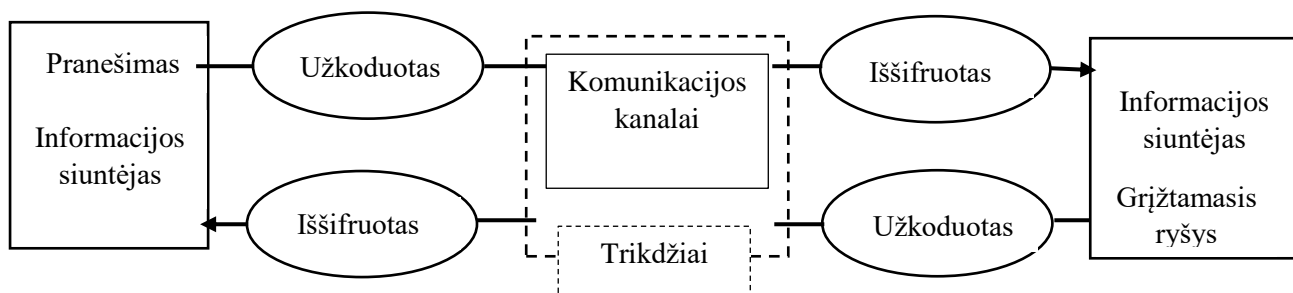 Pranešimas
Informacijos
siuntėjas
Užkoduotas
Komunikacijos
kanalai
Iššifruotas
Informacijos
siuntėjas
Grįžtamasis
ryšys
Iššifruotas
Trikdžiai
Užkoduotas